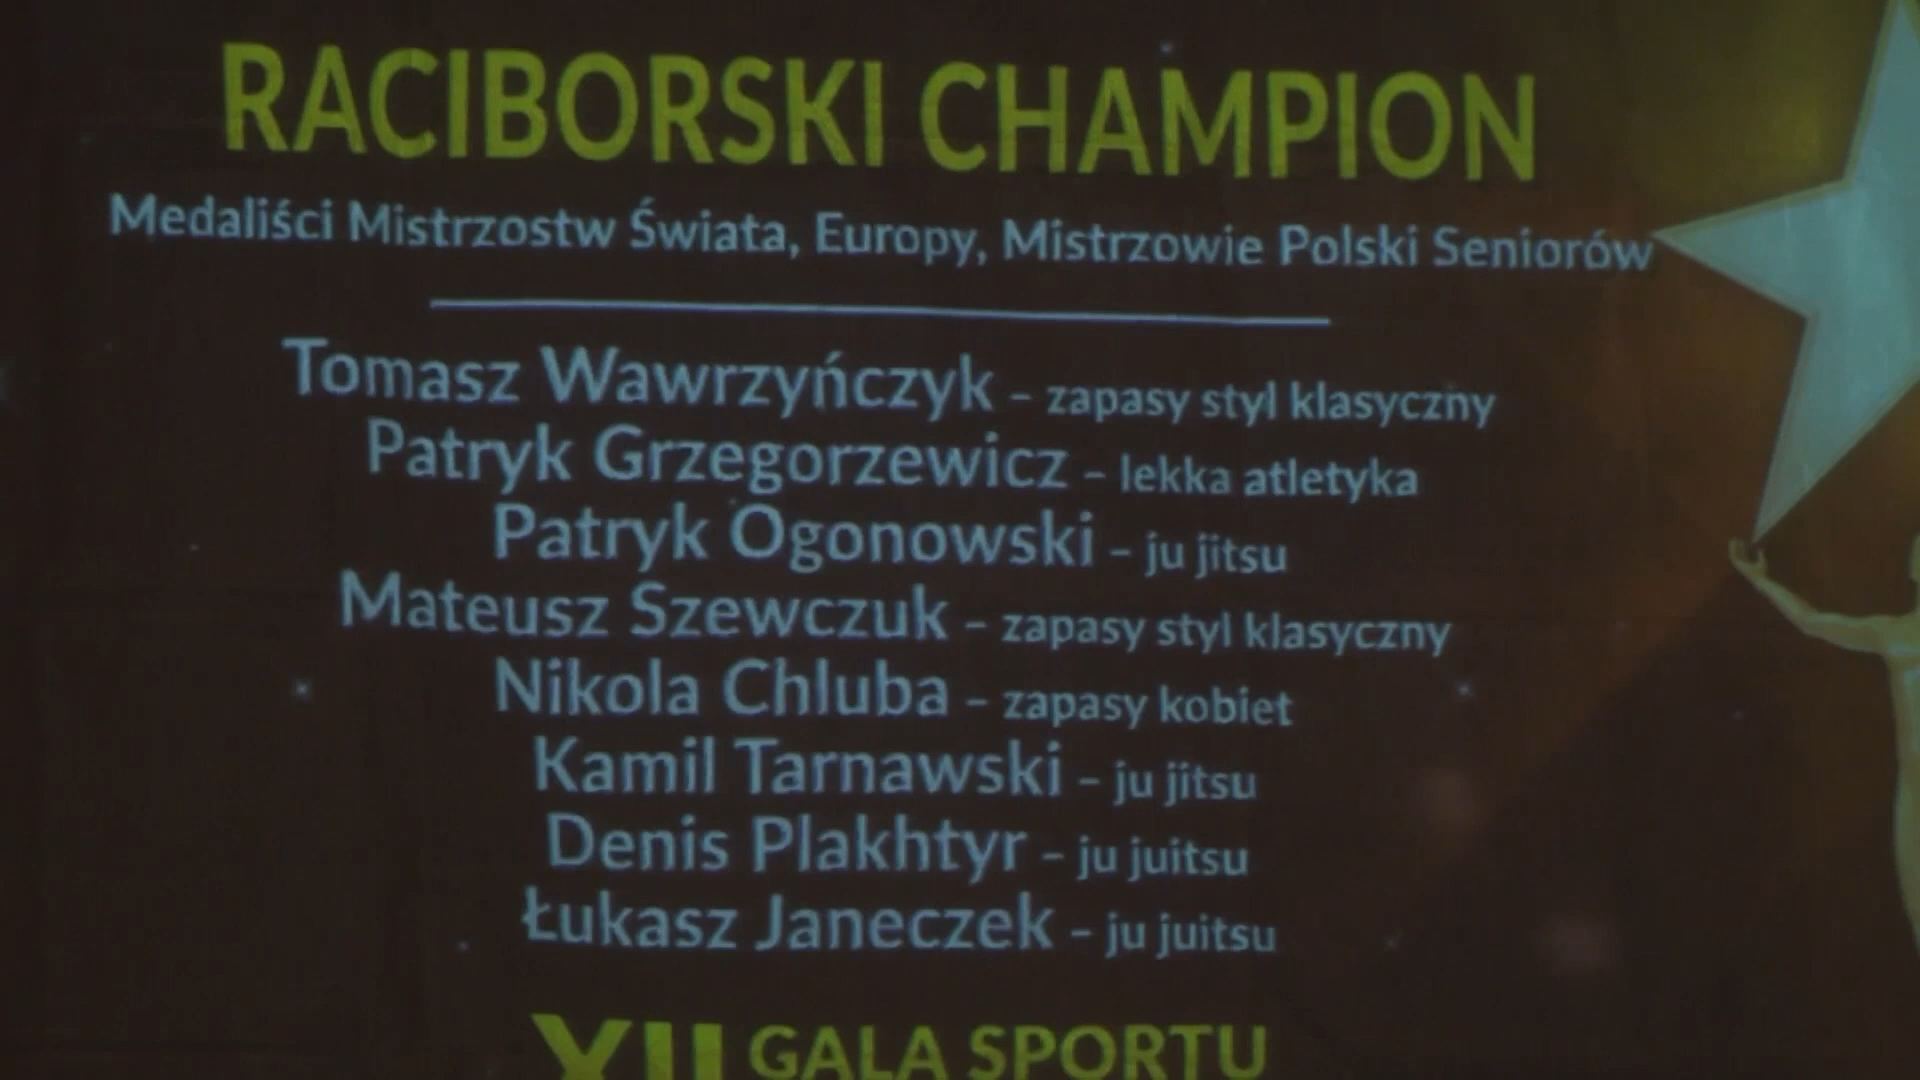 RACIBORSKI CHAMPION
Medaliści Mistrzostw Świata, Europy, Mistrzowie Polski Seniorów
Tomasz Wawrzyńczyk – zapasy styl klasyczny
Patryk Grzegorzewicz – lekka atletyka
Patryk Ogonowski – ju jitsu
Mateusz Szewczuk – zapasy styl klasyczny
Nikola Chluba – zapasy kobiet
Kamil Tarnawski – ju jitsu
Denis Plakhtyr – ju juitsu
Łukasz Janeczek – ju juitsu
XII GALA SPORTU